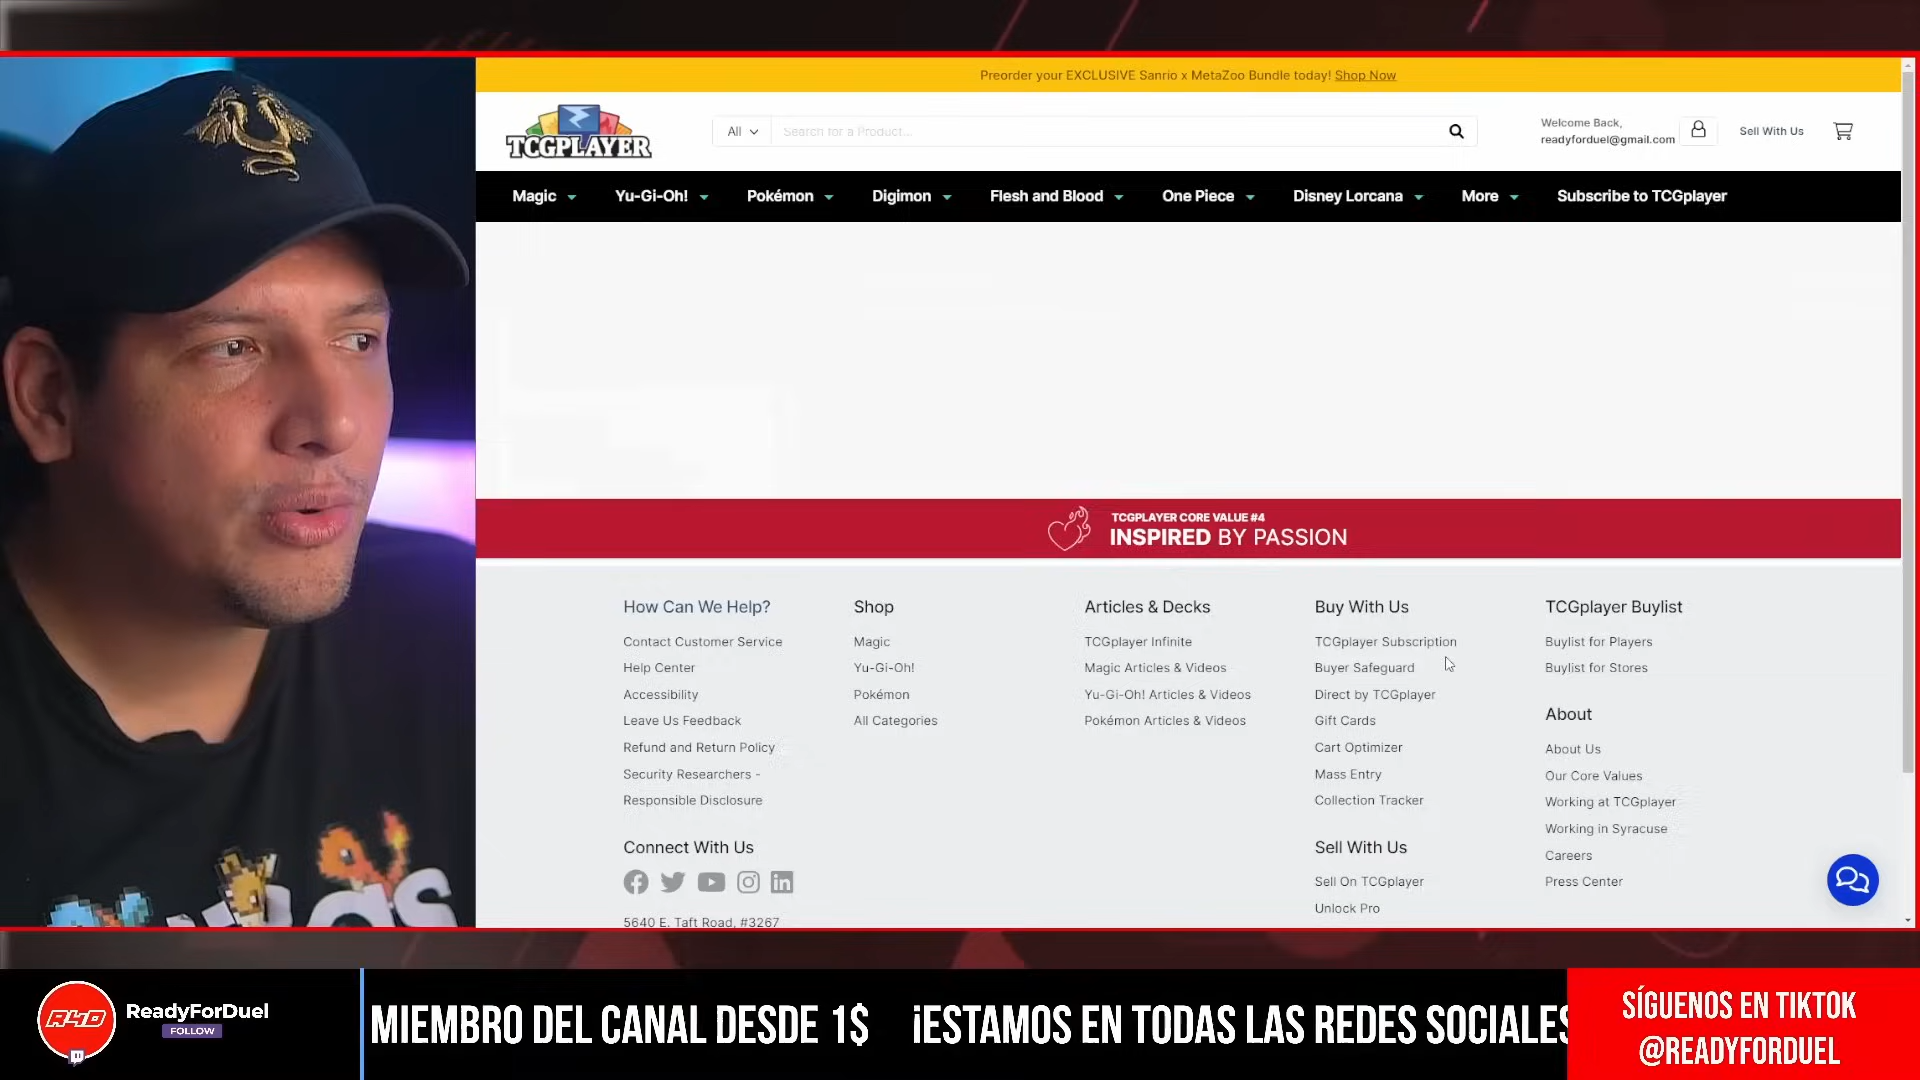 Preorder your EXCLUSIVE Sanrio x MetaZoo Bundle today! Shop Now
TCGPLAYER
All
Search for a Product...
Welcome Back,
readyforduel@gmail.com
Sell With Us
Magic
Yu-Gi-Oh!
Pokémon
Digimon
Flesh and Blood
One Piece
Disney Lorcana
More
Subscribe to TCGplayer
TCGPLAYER CORE VALUE #4
INSPIRED BY PASSION
How Can We Help?
Contact Customer Service
Help Center
Accessibility
Leave Us Feedback
Refund and Return Policy
Security Researchers -
Responsible Disclosure
Connect With Us
5640 E. Taft Road, #3267
Shop
Magic
Yu-Gi-Oh!
Pokémon
All Categories
Articles & Decks
TCGplayer Infinite
Magic Articles & Videos
Yu-Gi-Oh! Articles & Videos
Pokémon Articles & Videos
Buy With Us
TCGplayer Subscription
Buyer Safeguard
Direct by TCGplayer
Gift Cards
Cart Optimizer
Mass Entry
Collection Tracker
Sell With Us
Sell On TCGplayer
Unlock Pro
TCGplayer Buylist
Buylist for Players
Buylist for Stores
About
About Us
Our Core Values
Working at TCGplayer
Working in Syracuse
Careers
Press Center
R4D
ReadyForDuel
FOLLOW
MIEMBRO DEL CANAL DESDE 1$
¡ESTAMOS EN TODAS LAS REDES SOCIALES
SÍGUENOS EN TIKTOK
@READYFORDUEL